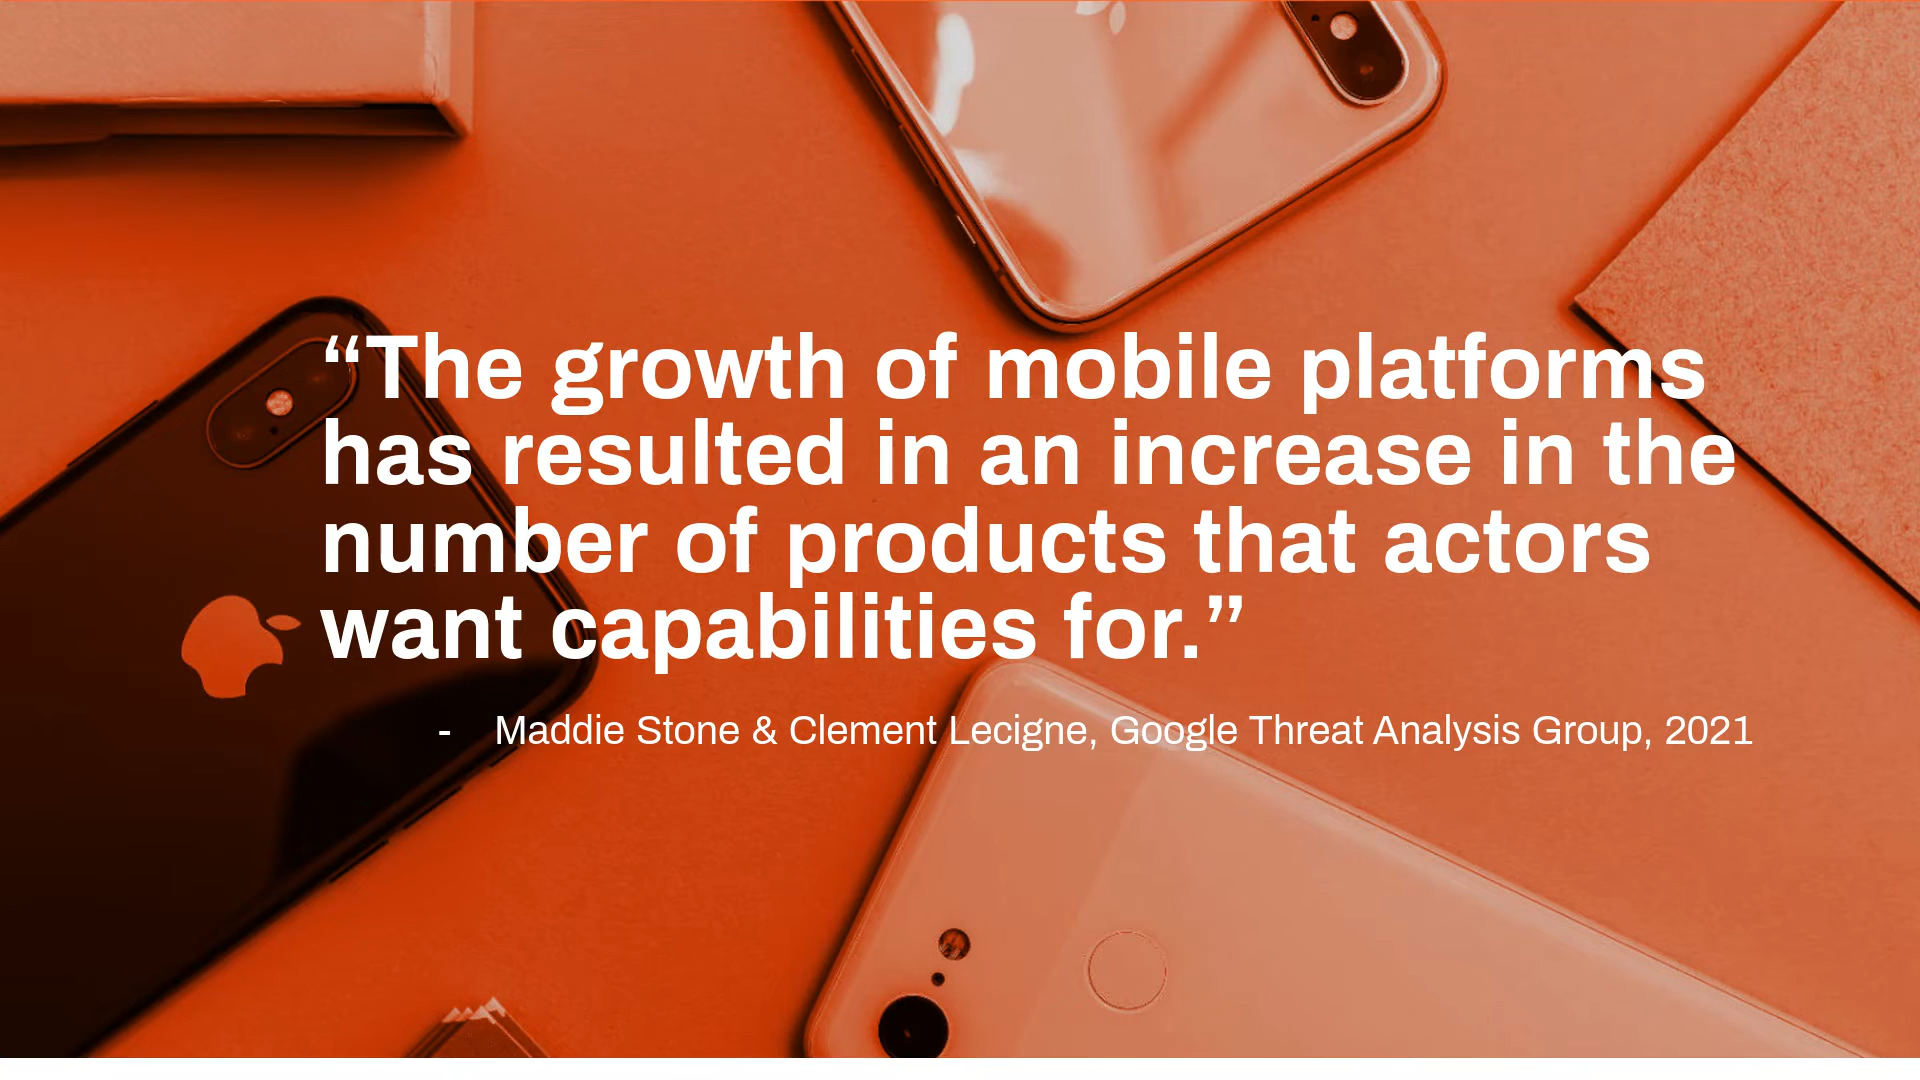 “The growth of mobile platforms
has resulted in an increase in the
number of products that actors
want capabilities for.”
- Maddie Stone & Clement Lecigne, Google Threat Analysis Group, 2021